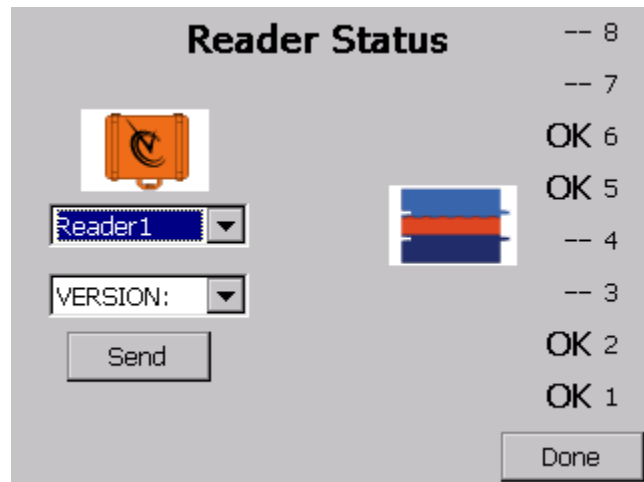 Reader Status
-- 8
-- 7
OK 6
OK 5
Reader1
-- 4
VERSION:
-- 3
Send
OK 2
OK 1
Done